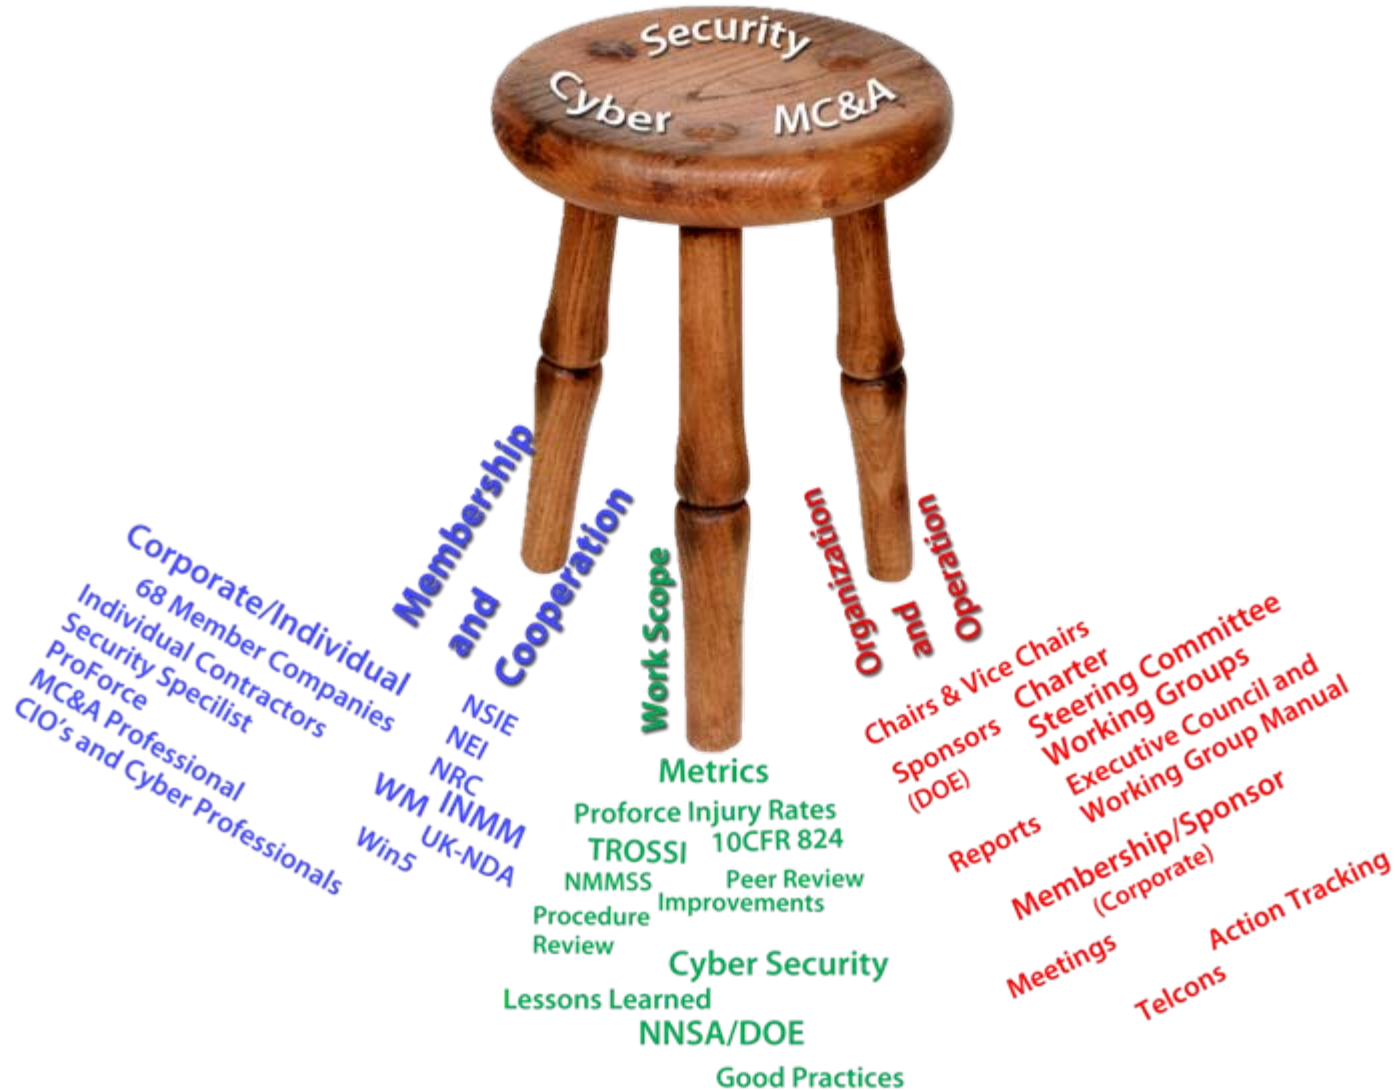 Security
Cyber
MC&A
Membership
and
Cooperation
Corporate/Individual
68 Member Companies
Individual Contractors
Security Specilist
ProForce
MC&A Professional
CIO's and Cyber Professionals
NSIE
NEI
NRC
WM INMM
UK-NDA
Win5
Work Scope
Metrics
Proforce Injury Rates
TROSSI
10CFR 824
NMMSS
Peer Review
Improvements
Procedure
Review
Cyber Security
Lessons Learned
NNSA/DOE
Good Practices
Organization
and
Operation
Chairs & Vice Chairs
Charter
Steering Committee
Sponsors
(DOE)
Working Groups
Executive Council and
Working Group Manual
Reports
Membership/Sponsor
(Corporate)
Meetings
Action Tracking
Telcons